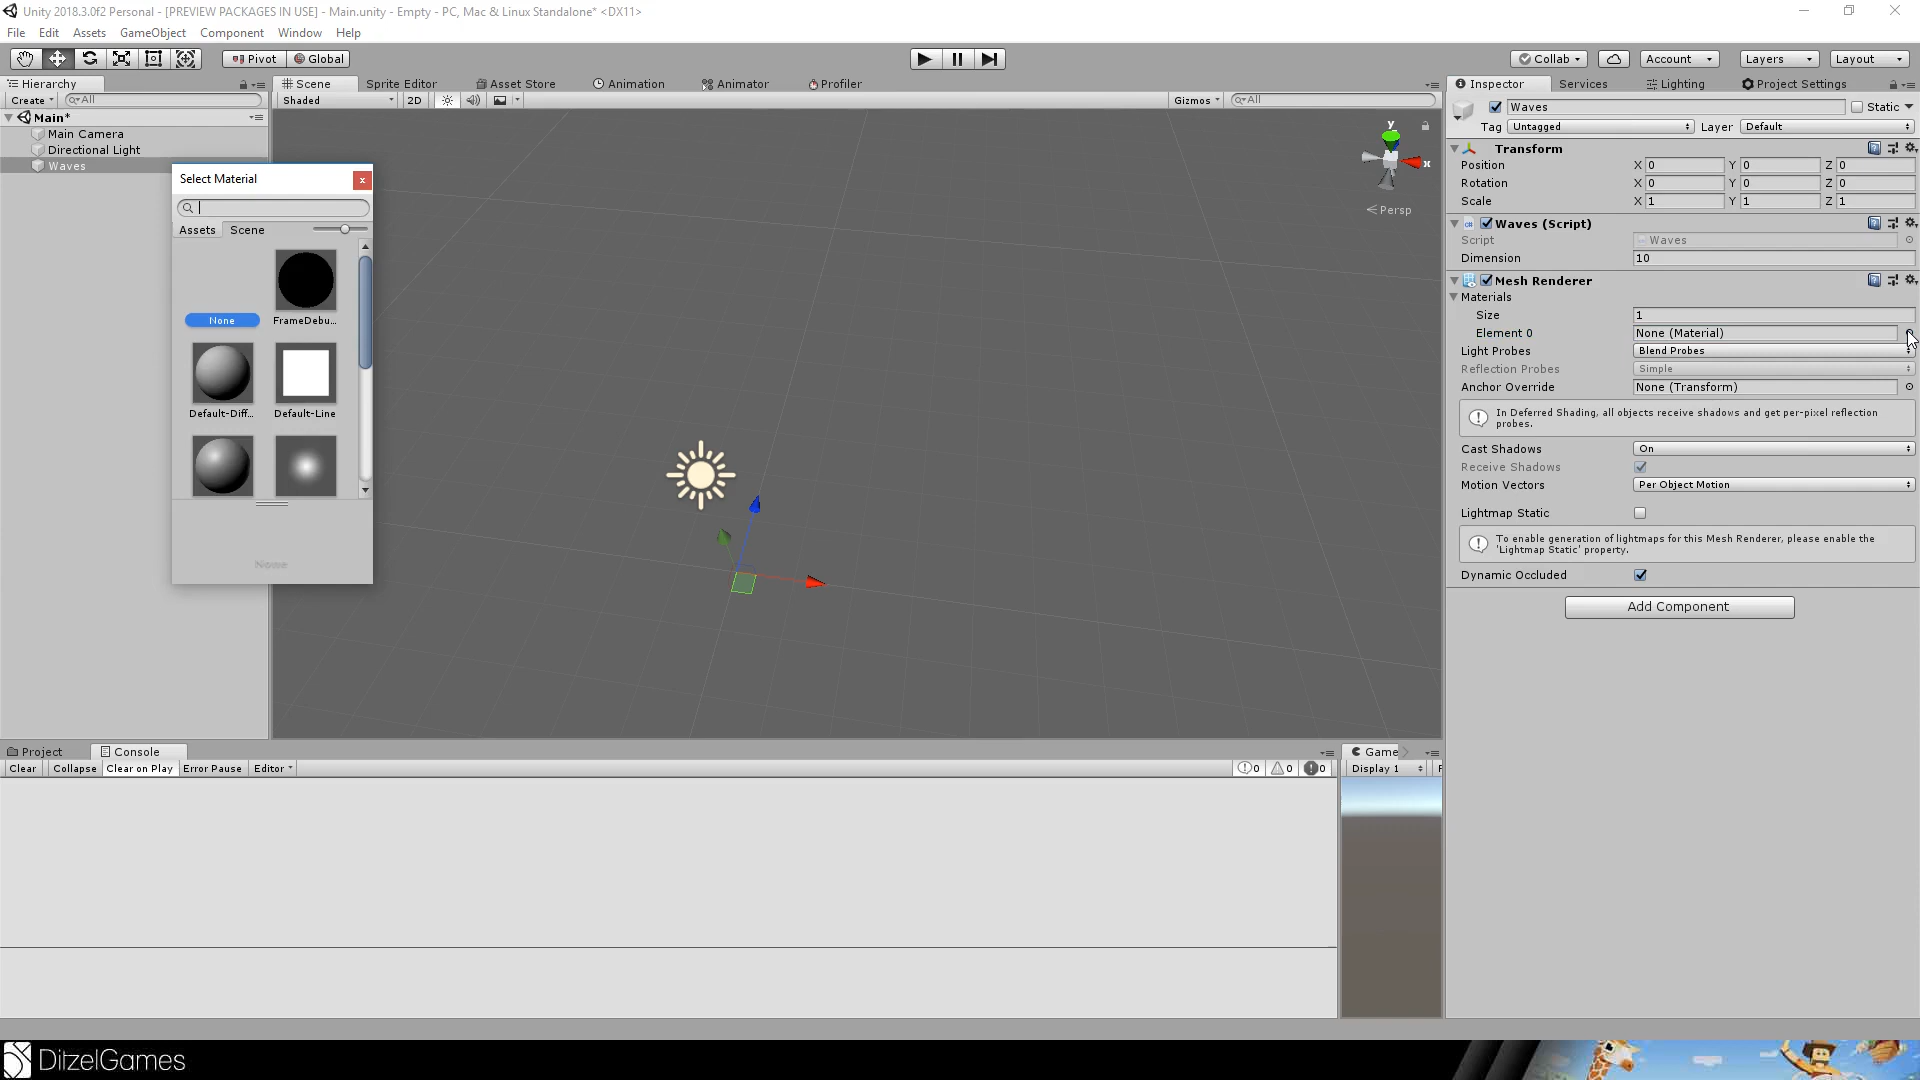 Unity 2018.3.0f2 Personal - [PREVIEW PACKAGES IN USE] - Main.unity - Empty - PC, Mac & Linux Standalone* <DX11>
File Edit Assets GameObject Component Window Help
Pivot Global Collab Account Layers Layout
Hierarchy Scene Sprite Editor Asset Store Animation Animator Profiler Inspector Services Lighting Project Settings
Create All Shaded 2D Gizmos All
Main*
Main Camera
Directional Light
Waves
Select Material
Assets Scene
None FrameDebu...
Default-Diff... Default-Line
None
y
x
Persp
Waves Static
Tag Untagged Layer Default
Transform
Position X 0 Y 0 Z 0
Rotation X 0 Y 0 Z 0
Scale X 1 Y 1 Z 1
Waves (Script)
Script Waves
Dimension 10
Mesh Renderer
Materials
Size 1
Element 0 None (Material)
Light Probes Blend Probes
Reflection Probes Simple
Anchor Override None (Transform)
In Deferred Shading, all objects receive shadows and get per-pixel reflection
probes.
Cast Shadows On
Receive Shadows
Motion Vectors Per Object Motion
Lightmap Static
To enable generation of lightmaps for this Mesh Renderer, please enable the
'Lightmap Static' property.
Dynamic Occluded
Add Component
Project Console Game
Clear Collapse Clear on Play Error Pause Editor 0 0 0 Display 1
DitzelGames